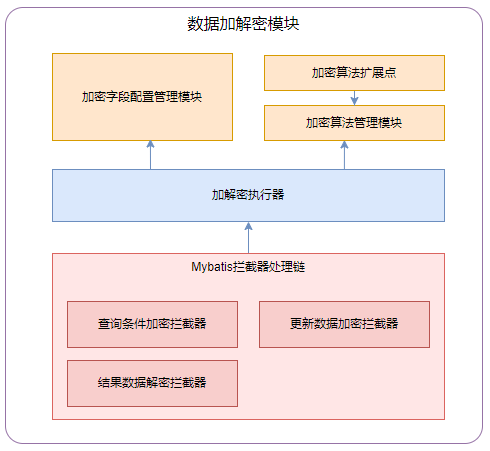 数据加解密模块
加密字段配置管理模块
加密算法扩展点
加密算法管理模块
加解密执行器
Mybatis拦截器处理链
查询条件加密拦截器
更新数据加密拦截器
结果数据解密拦截器